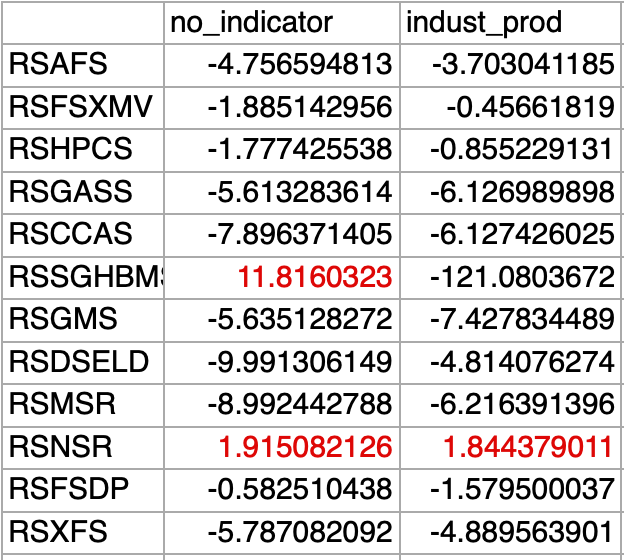 no_indicator indust_prod
RSAFS -4.756594813 -3.703041185
RSFSXMV -1.885142956 -0.45661819
RSHPCS -1.777425538 -0.855229131
RSGASS -5.613283614 -6.126989898
RSCCAS -7.896371405 -6.127426025
RSSGHBMS 11.8160323 -121.0803672
RSGMS -5.635128272 -7.427834489
RSDSELD -9.991306149 -4.814076274
RSMSR -8.992442788 -6.216391396
RSNSR 1.915082126 1.844379011
RSFSDP -0.582510438 -1.579500037
RSXFS -5.787082092 -4.889563901